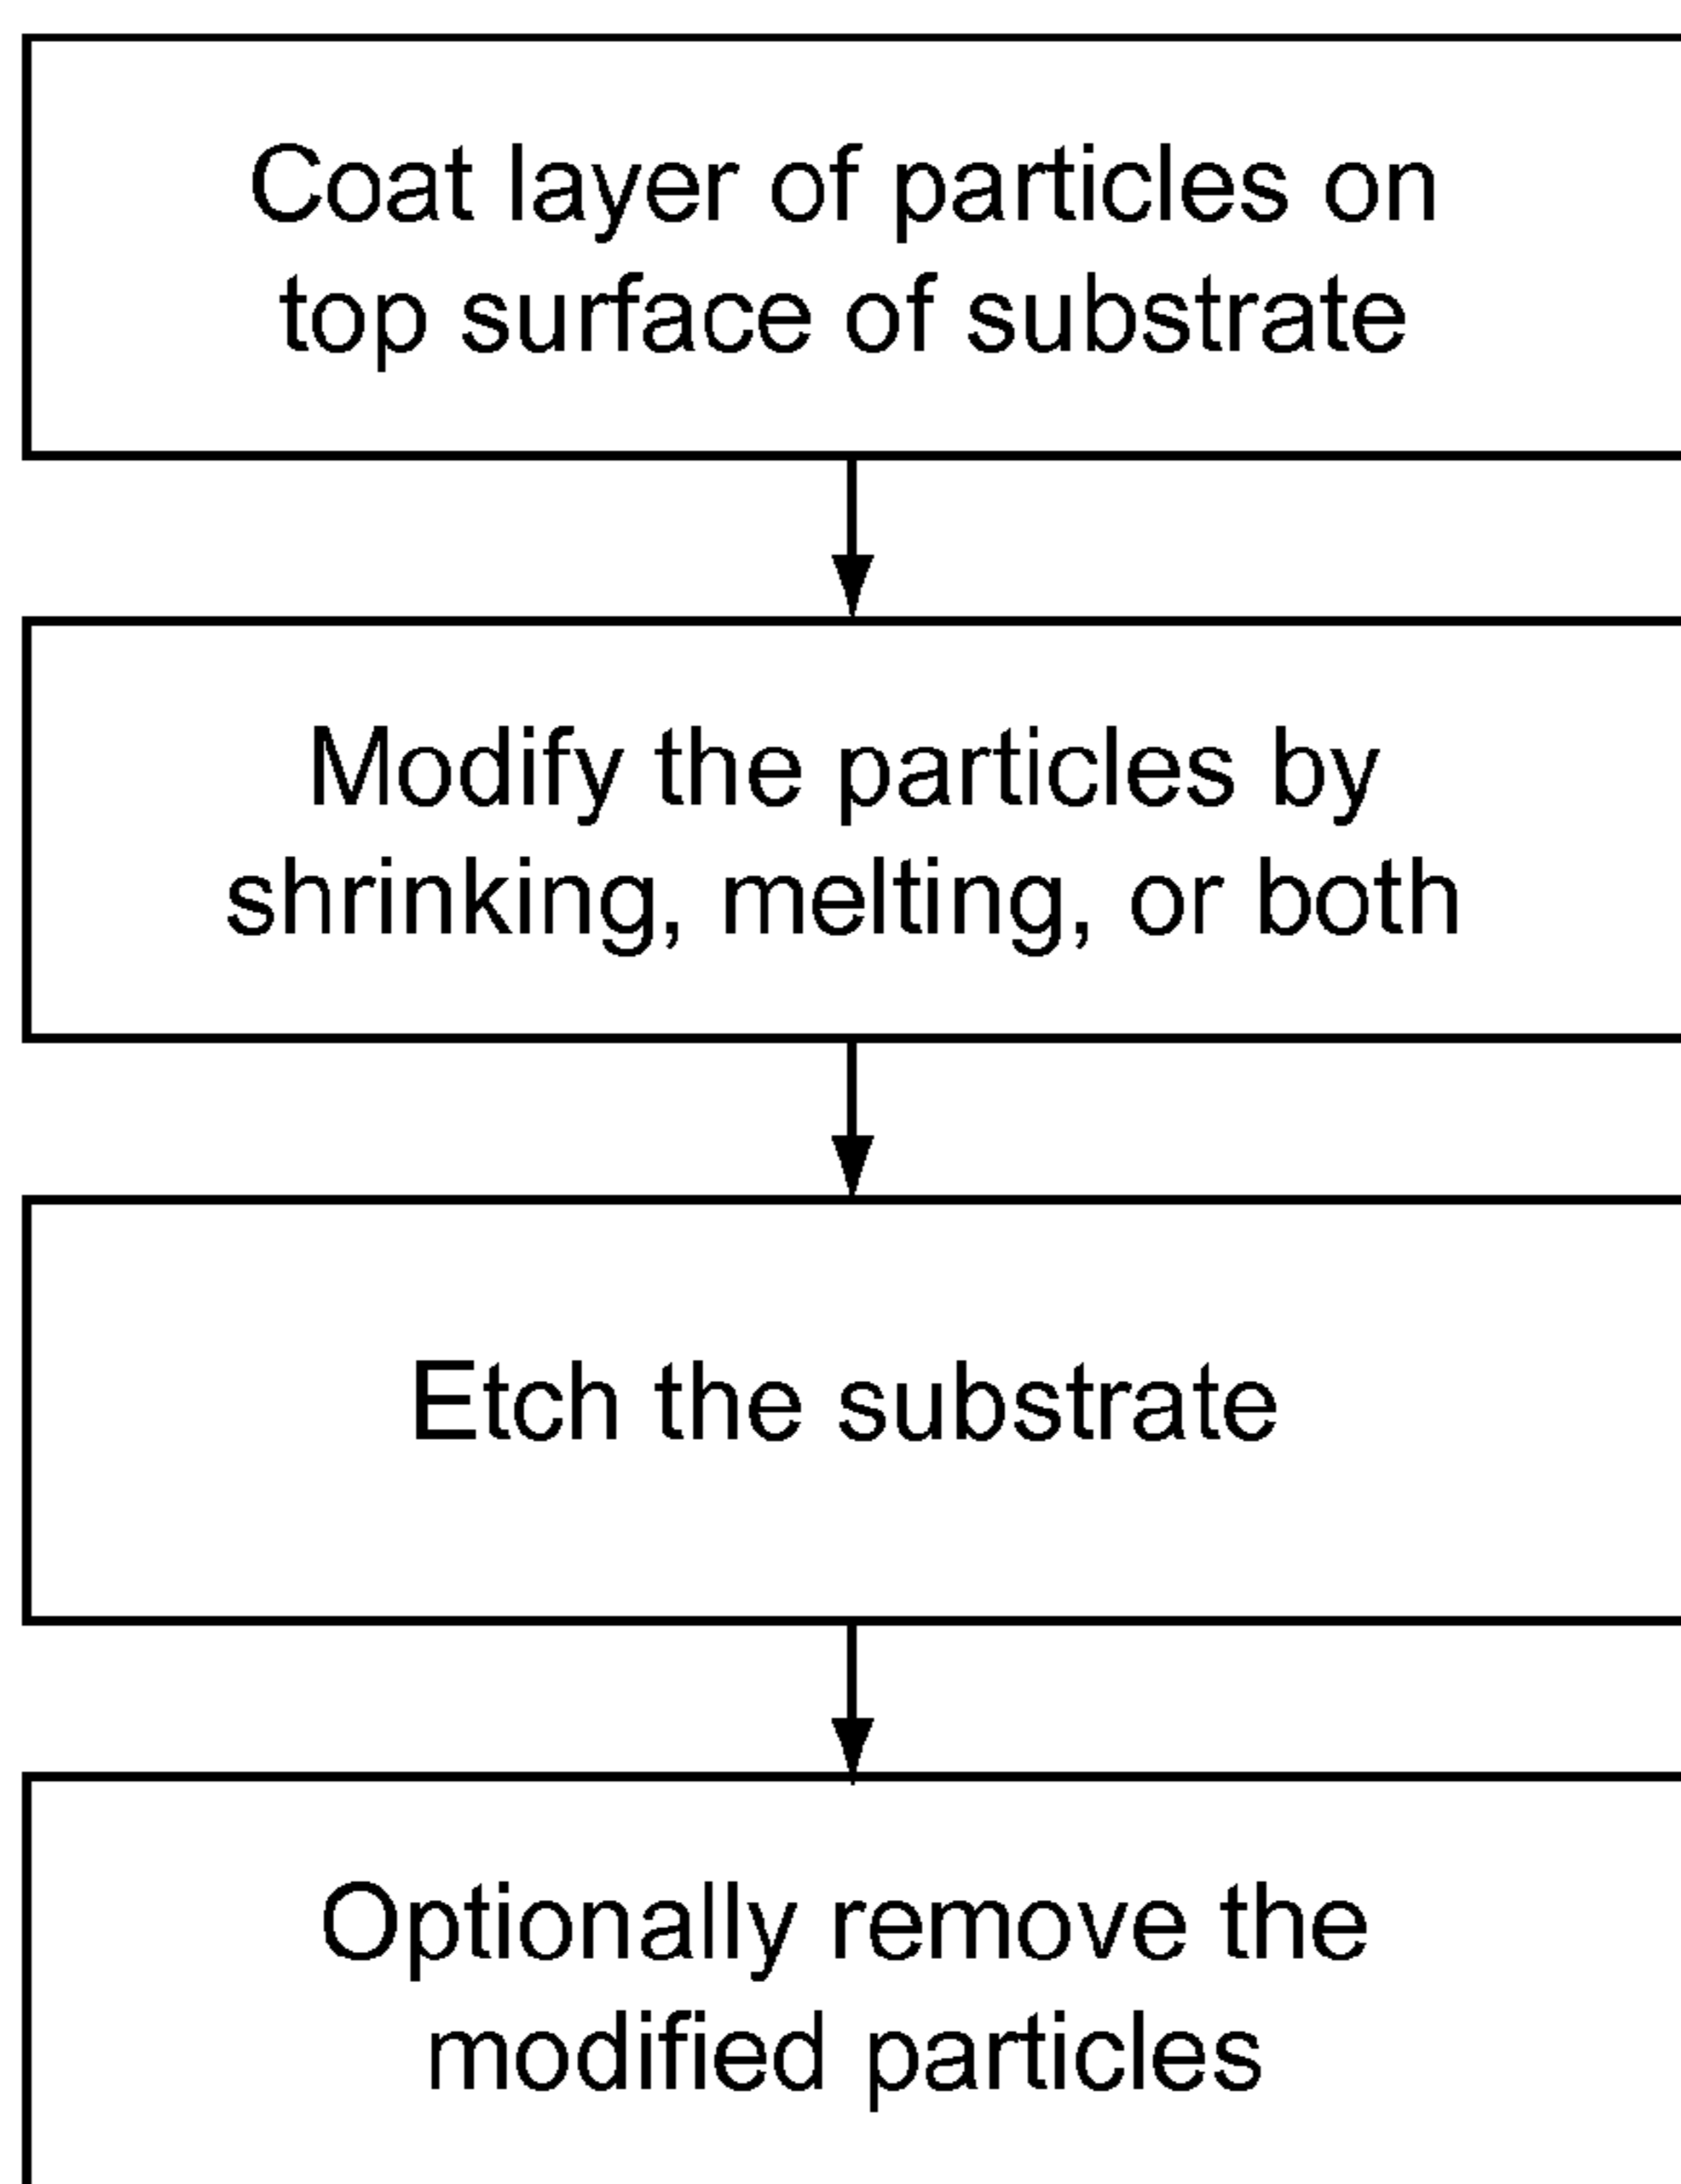 Coat layer of particles on
top surface of substrate
Modify the particles by
shrinking, melting, or both
Etch the substrate
Optionally remove the
modified particles